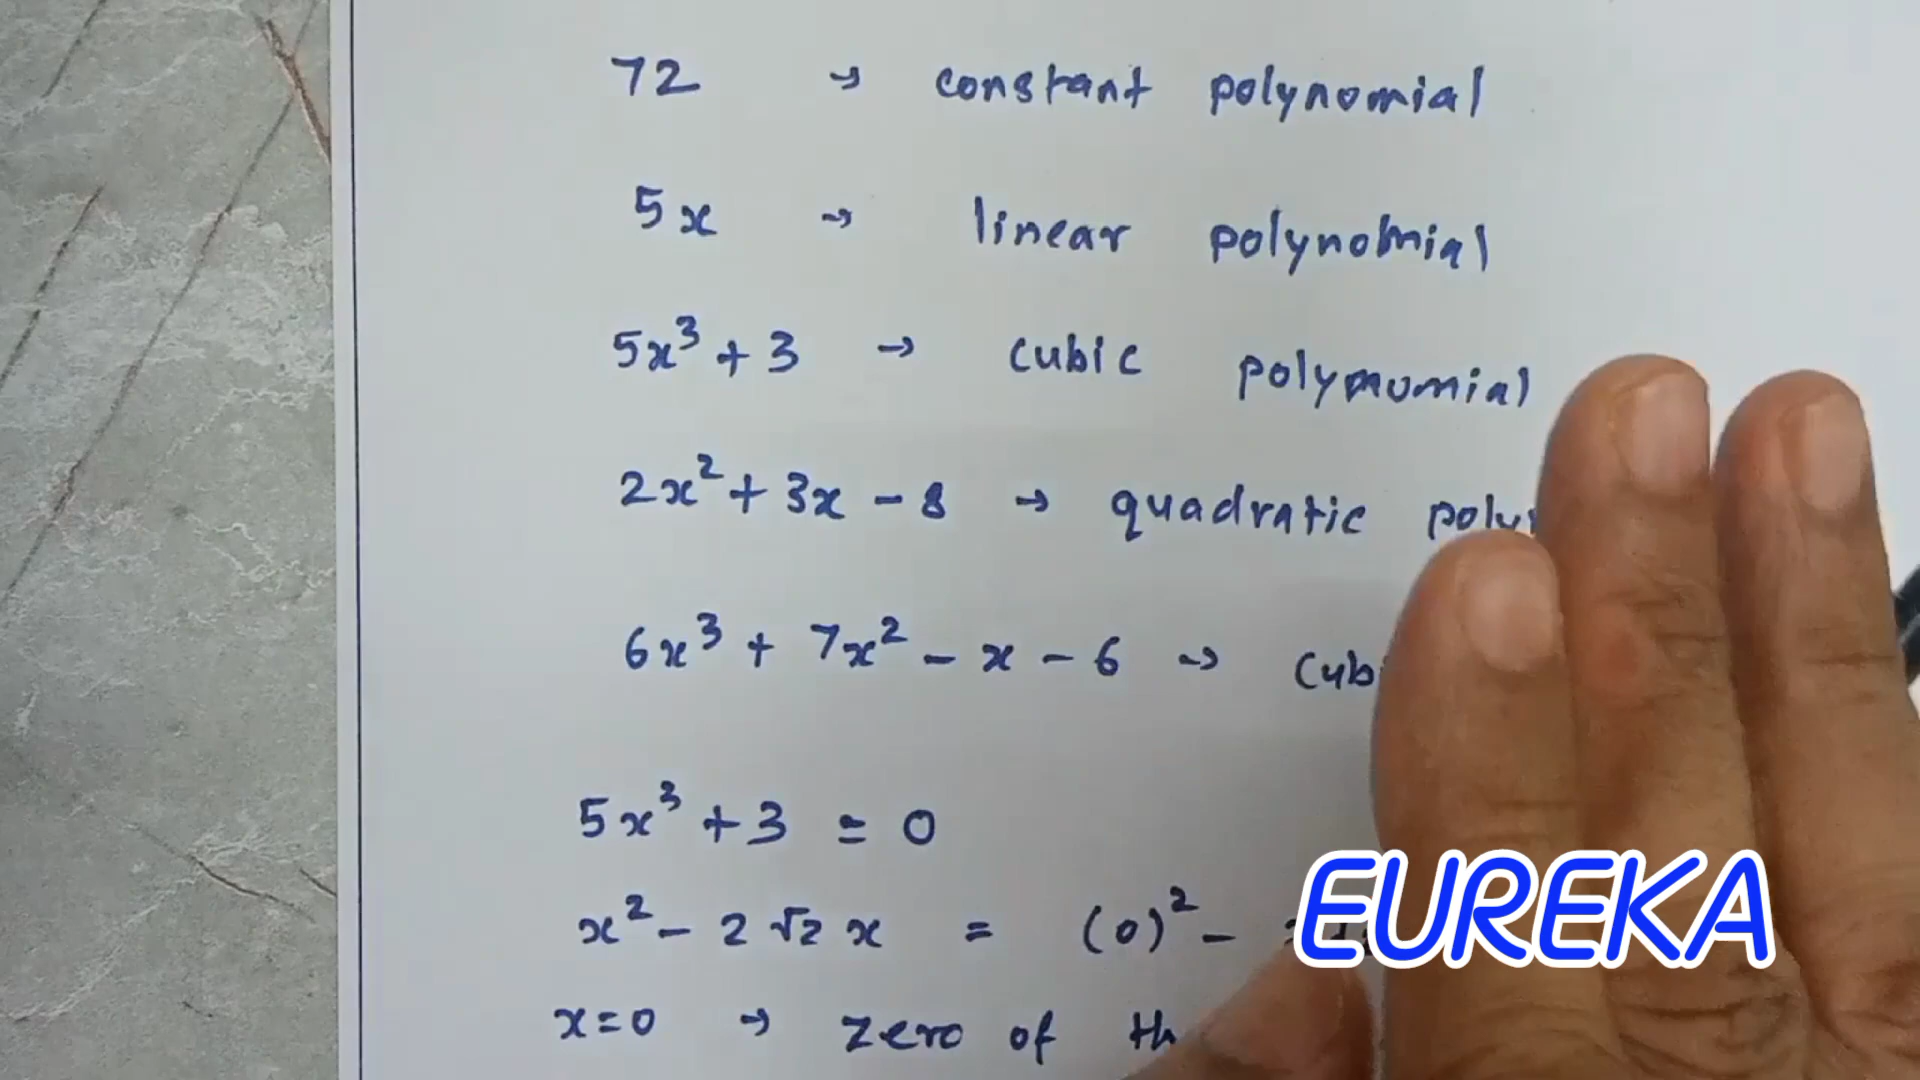 72 → constant polynomial
5x → linear polynomial
5x³ + 3 → cubic polymumial
2x² + 3x - 8 → quadratic
6x³ + 7x² - x - 6 →
5x³ + 3 = 0
x² - 2√2 x = (0)² -
x=0 → zero of
EUREKA